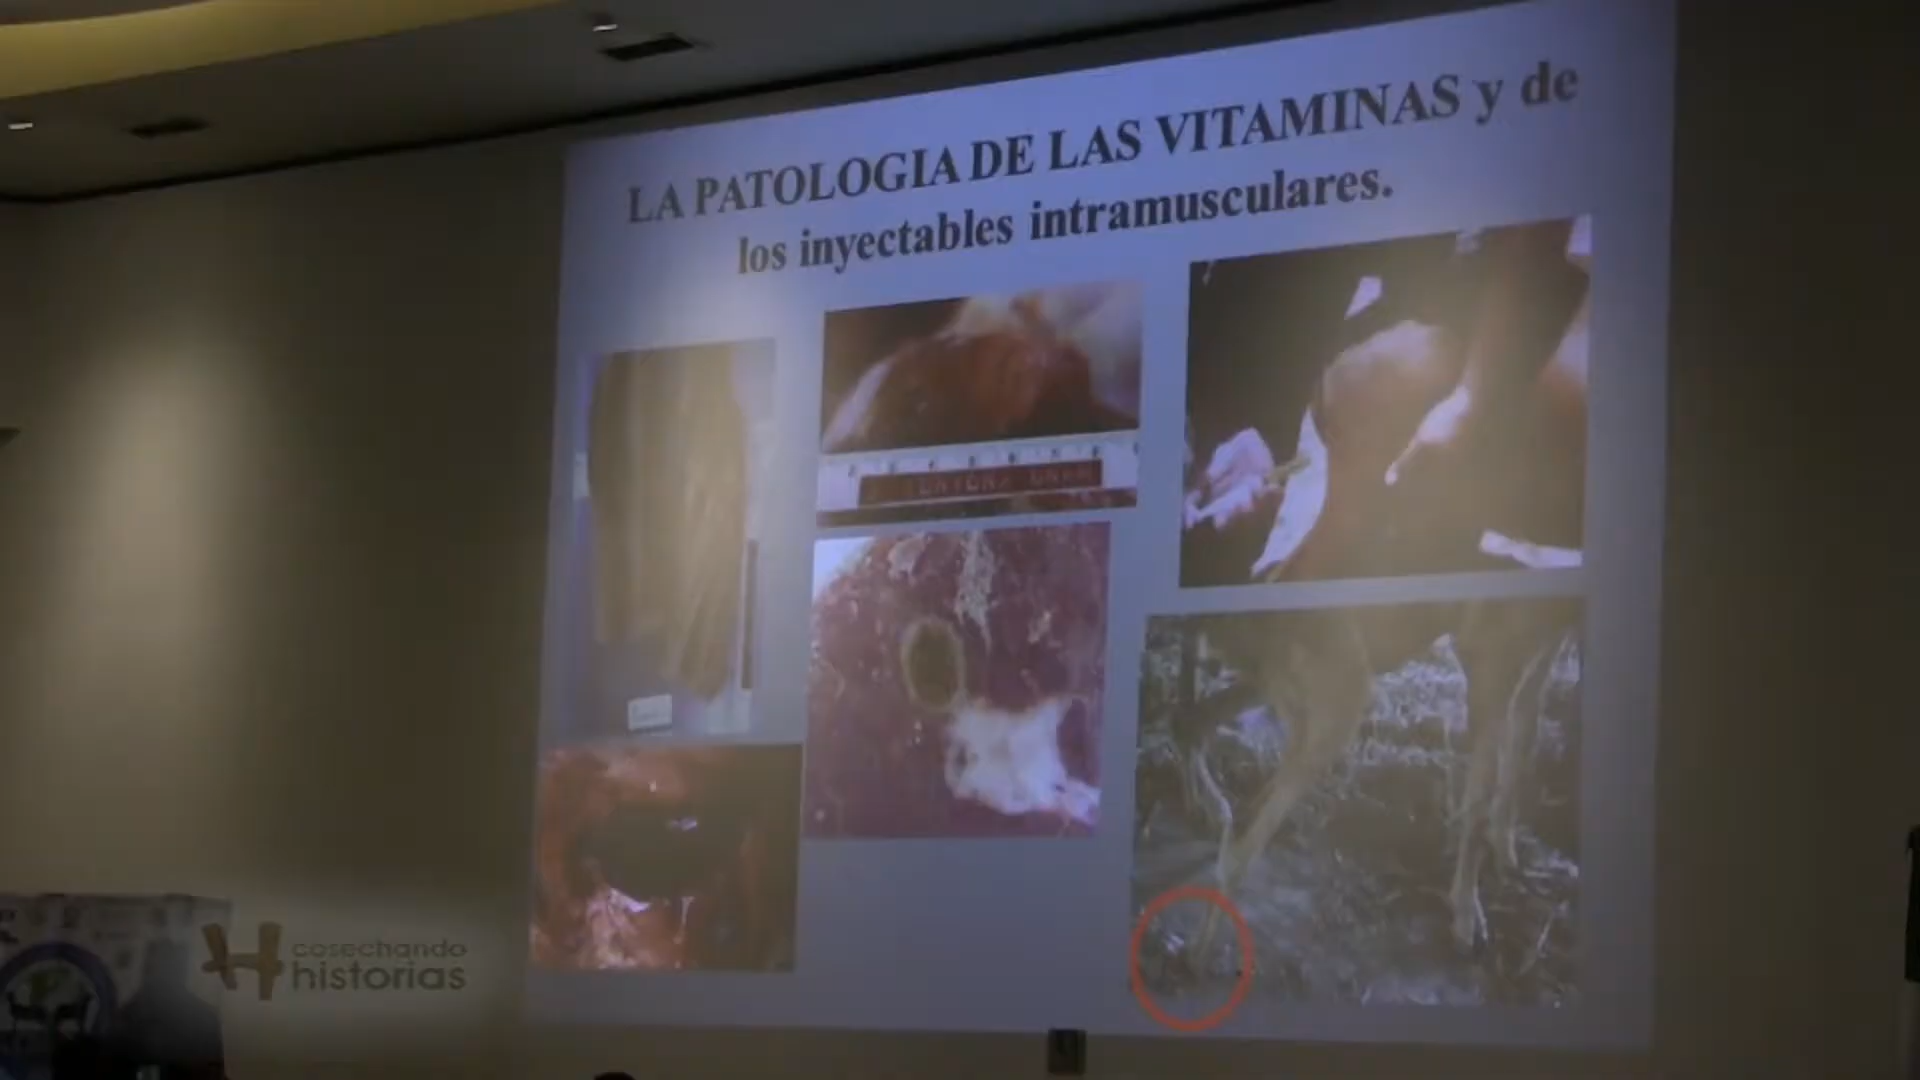 LA PATOLOGIA DE LAS VITAMINAS y de
los inyectables intramusculares.
cosechando
historias